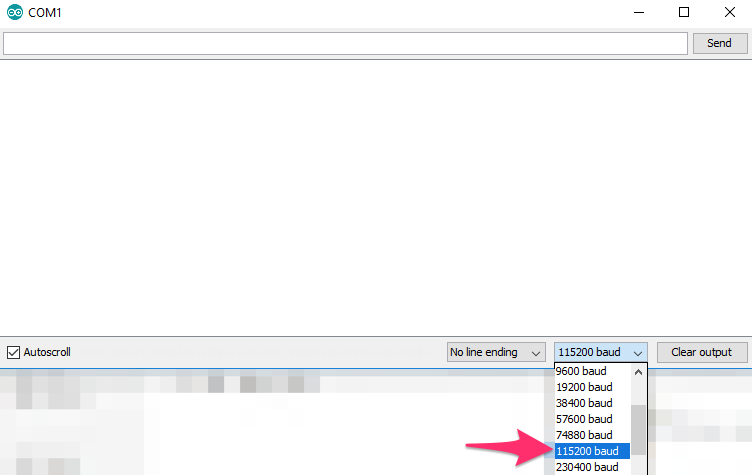 COM1
Send
Autoscroll
No line ending
115200 baud
Clear output
9600 baud
19200 baud
38400 baud
57600 baud
74880 baud
115200 baud
230400 baud